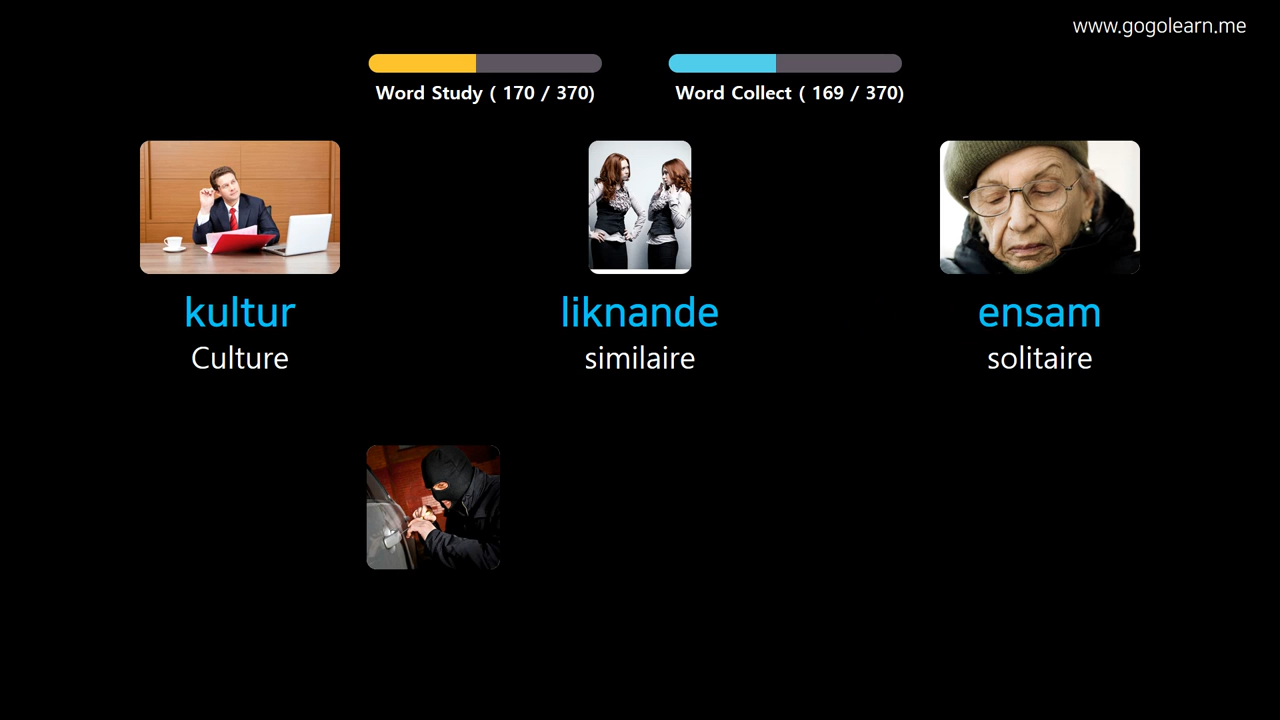 www.gogolearn.me
Word Study ( 170 / 370)
Word Collect ( 169 / 370)
kultur
Culture
liknande
similaire
ensam
solitaire